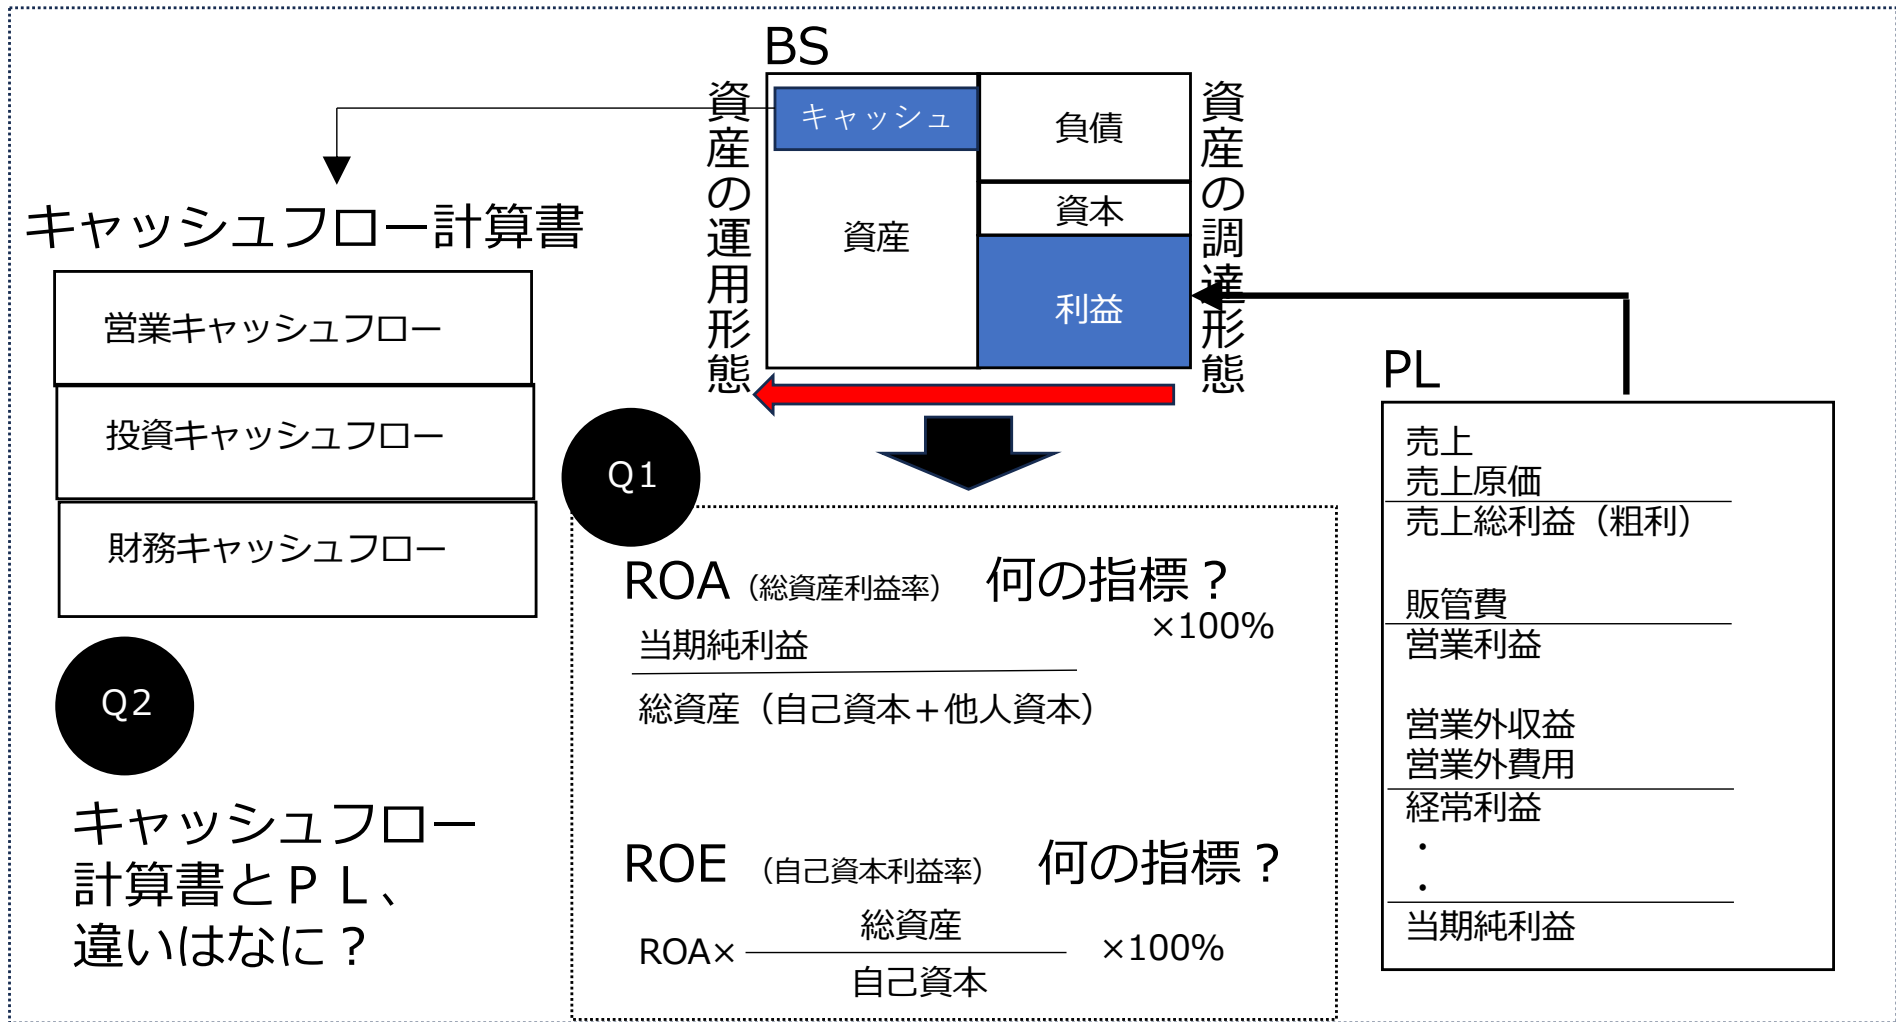 BS
資産の運用形態
キャッシュ
資産
負債
資本
利益
資産の調達形態
キャッシュフロー計算書
営業キャッシュフロー
投資キャッシュフロー
財務キャッシュフロー
Q2
キャッシュフロー
計算書とPL、
違いはなに？
Q1
ROA（総資産利益率） 何の指標？
×100%
当期純利益
総資産（自己資本＋他人資本）
ROE （自己資本利益率） 何の指標？
総資産
ROA× ×100%
自己資本
PL
売上
売上原価
売上総利益（粗利）
販管費
営業利益
営業外収益
営業外費用
経常利益
・
・
当期純利益